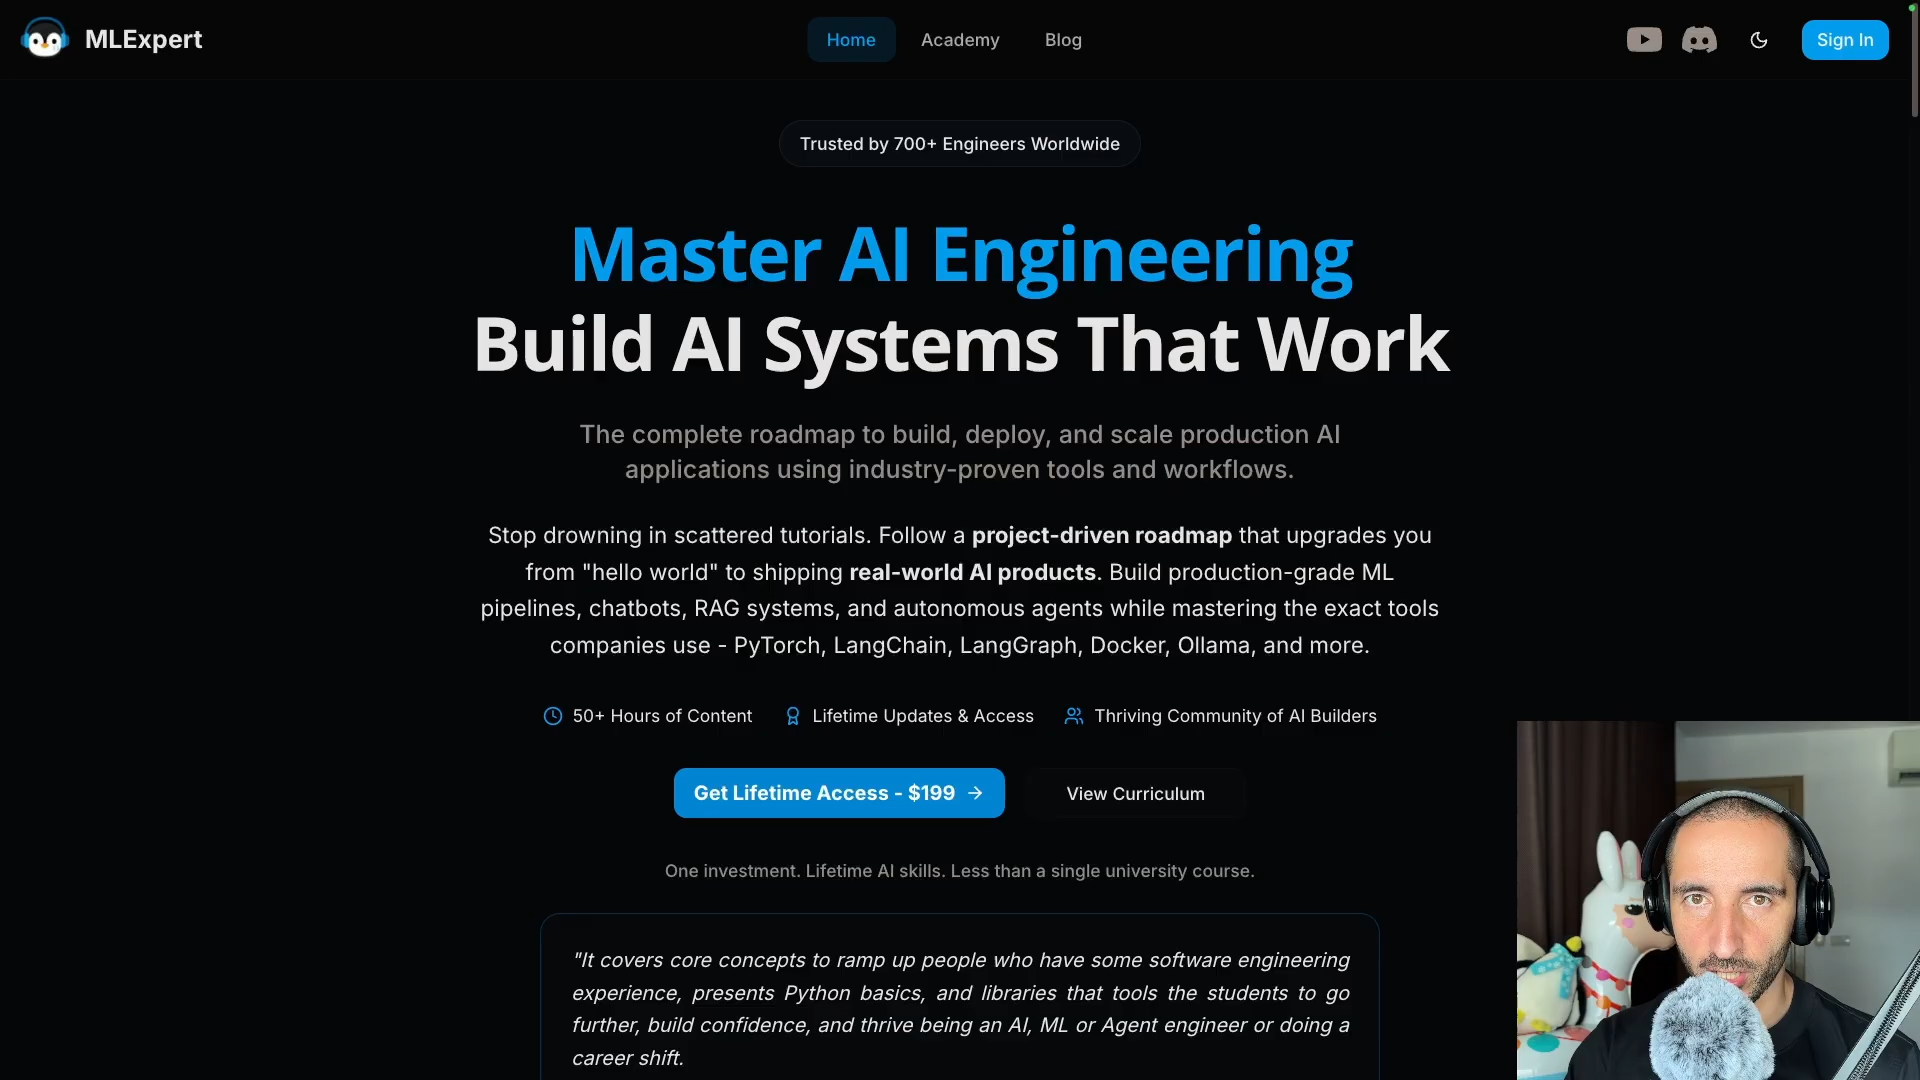 MLExpert
Home
Academy
Blog
Sign In
Trusted by 700+ Engineers Worldwide
Master AI Engineering
Build AI Systems That Work
The complete roadmap to build, deploy, and scale production AI
applications using industry-proven tools and workflows.
Stop drowning in scattered tutorials. Follow a project-driven roadmap that upgrades you
from "hello world" to shipping real-world AI products. Build production-grade ML
pipelines, chatbots, RAG systems, and autonomous agents while mastering the exact tools
companies use - PyTorch, LangChain, LangGraph, Docker, Ollama, and more.
50+ Hours of Content
Lifetime Updates & Access
Thriving Community of AI Builders
Get Lifetime Access - $199 →
View Curriculum
One investment. Lifetime AI skills. Less than a single university course.
"It covers core concepts to ramp up people who have some software engineering
experience, presents Python basics, and libraries that tools the students to go
further, build confidence, and thrive being an AI, ML or Agent engineer or doing a
career shift.